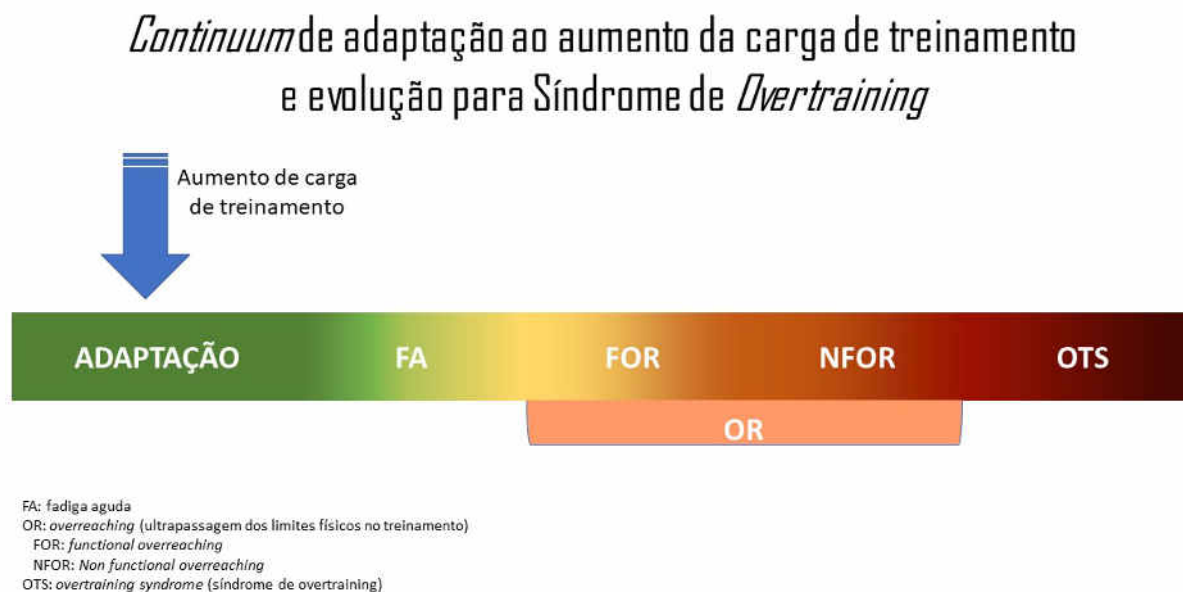 Continuum de adaptação ao aumento da carga de treinamento
e evolução para Síndrome de Overtraining
Aumento de carga
de treinamento
ADAPTAÇÃO FA FOR NFOR OTS
OR
FA: fadiga aguda
OR: overreaching (ultrapassagem dos limites físicos no treinamento)
FOR: functional overreaching
NFOR: Non functional overreaching
OTS: overtraining syndrome (síndrome de overtraining)